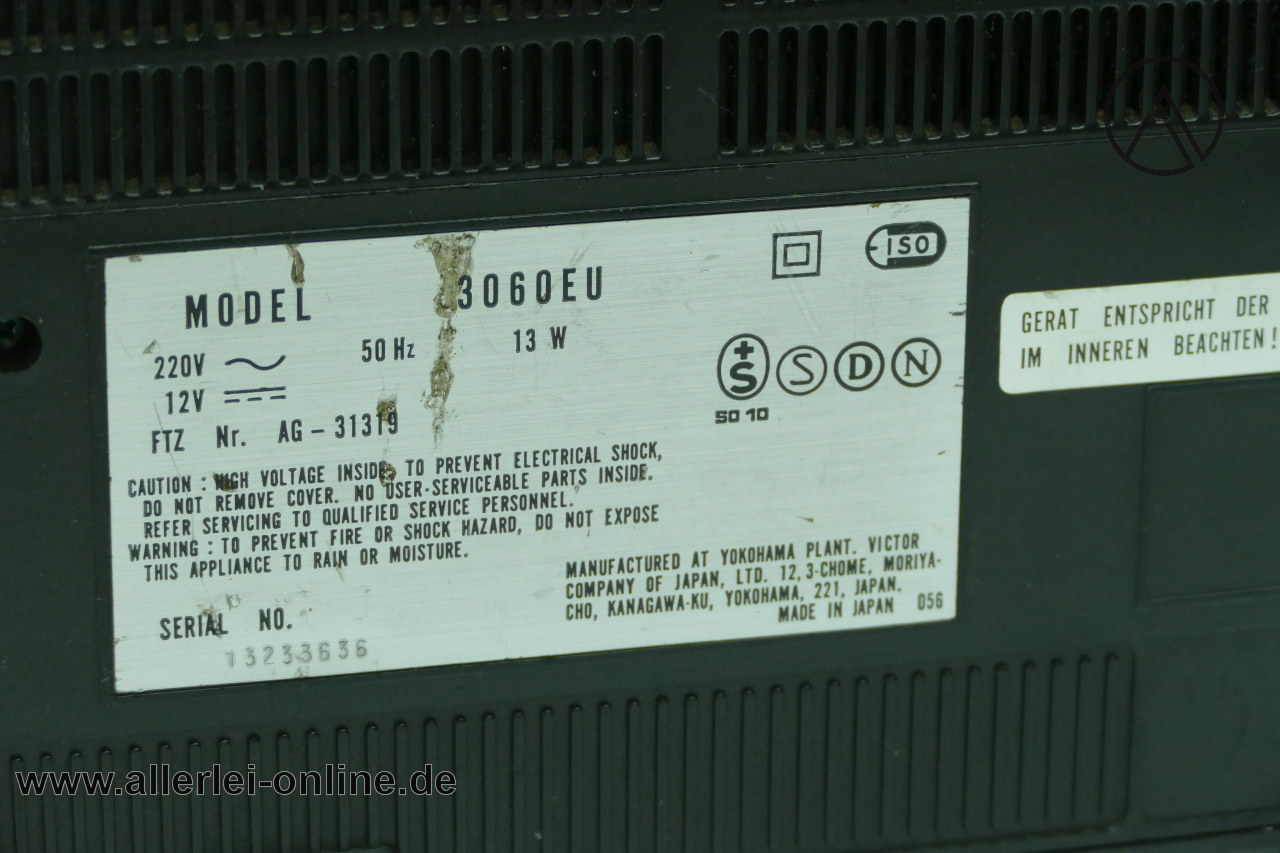 MODEL 3060EU
ISO
220V 50 Hz 13 W
12V
S S D N
SO 10
FTZ Nr. AG - 31319
CAUTION : HIGH VOLTAGE INSIDE, TO PREVENT ELECTRICAL SHOCK,
DO NOT REMOVE COVER. NO USER-SERVICEABLE PARTS INSIDE.
REFER SERVICING TO QUALIFIED SERVICE PERSONNEL.
WARNING : TO PREVENT FIRE OR SHOCK HAZARD, DO NOT EXPOSE
THIS APPLIANCE TO RAIN OR MOISTURE.
MANUFACTURED AT YOKOHAMA PLANT. VICTOR
COMPANY OF JAPAN, LTD. 12, 3-CHOME, MORIYA-
CHO, KANAGAWA-KU, YOKOHAMA, 221, JAPAN.
MADE IN JAPAN 056
SERIAL NO.
13233636
GERAT ENTSPRICHT DER
IM INNEREN BEACHTEN!
www.allerlei-online.de